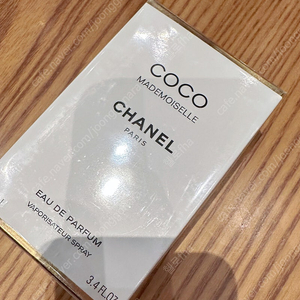 COCO
MADEMOISELLE
CHANEL
PARIS
EAU DE PARFUM
VAPORISATEUR SPRAY
3.4 FL.OZ